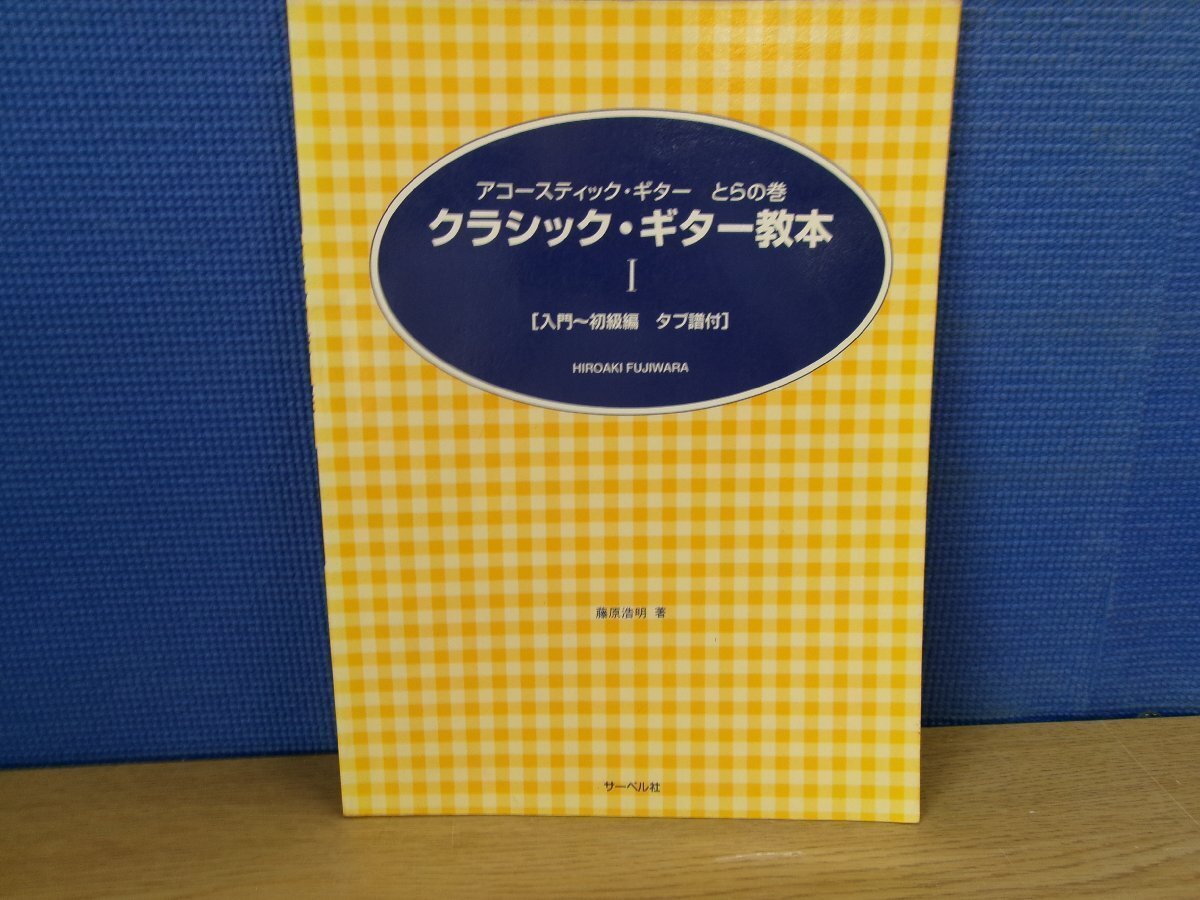 アコースティック・ギター　とらの巻
クラシック・ギター教本
I
［入門～初級編　タブ譜付］
HIROAKI FUJIWARA
藤原浩明 著
サーベル社